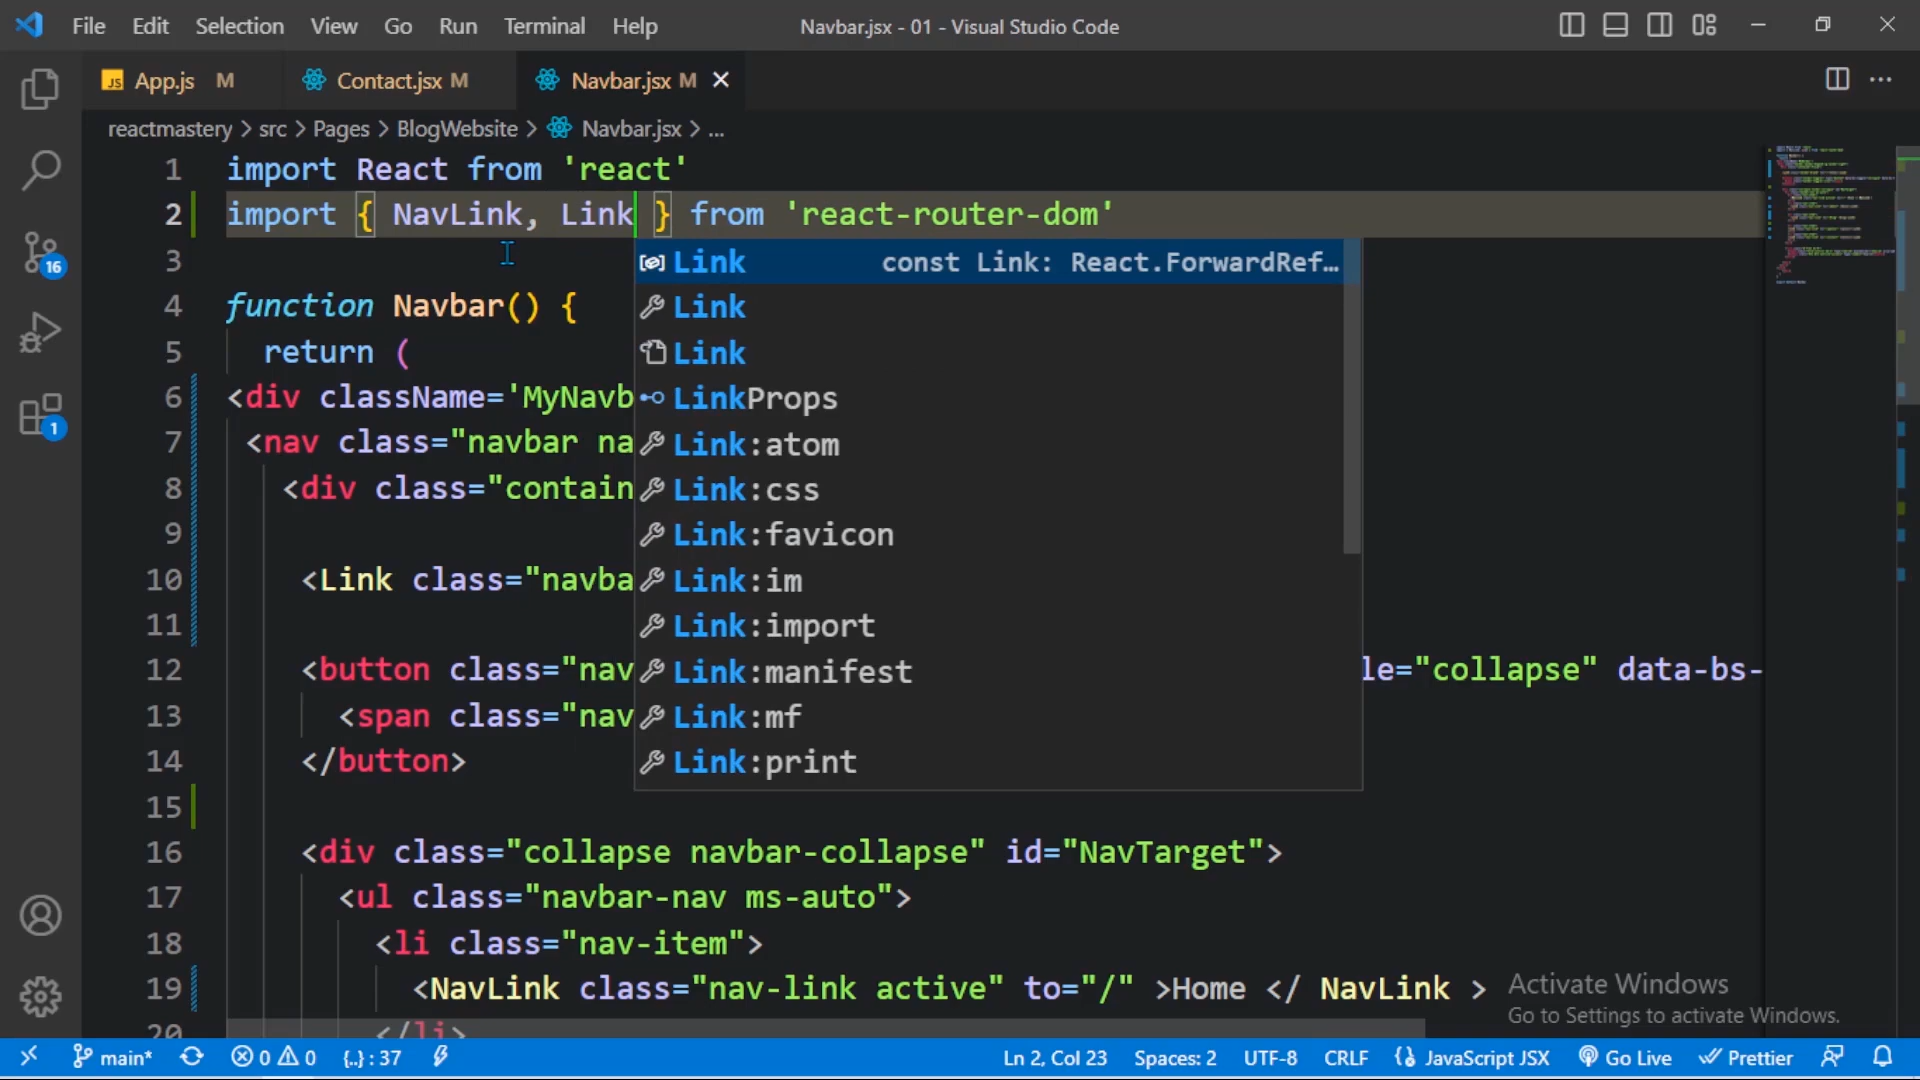 File Edit Selection View Go Run Terminal Help Navbar.jsx - 01 - Visual Studio Code
JS App.js M Contact.jsx M Navbar.jsx M
reactmastery > src > Pages > BlogWebsite > Navbar.jsx > ...
1 import React from 'react'
2 import { NavLink, Link } from 'react-router-dom'
3
Link const Link: React.ForwardRef...
4 function Navbar() {
Link
5 return (
Link
6 <div className='MyNavb
LinkProps
7 <nav class="navbar na
Link:atom
8 <div class="contain
Link:css
9
Link:favicon
10 <Link class="navba
Link:im
11
Link:import
12 <button class="nav
Link:manifest
le="collapse" data-bs-
13 <span class="nav
Link:mf
14 </button>
Link:print
15
16 <div class="collapse navbar-collapse" id="NavTarget">
17 <ul class="navbar-nav ms-auto">
18 <li class="nav-item">
19 <NavLink class="nav-link active" to="/" >Home </ NavLink >
20 </li>
16
1
Activate Windows
Go to Settings to activate Windows.
main* 0 0 {..} : 37 Ln 2, Col 23 Spaces: 2 UTF-8 CRLF JavaScript JSX Go Live Prettier